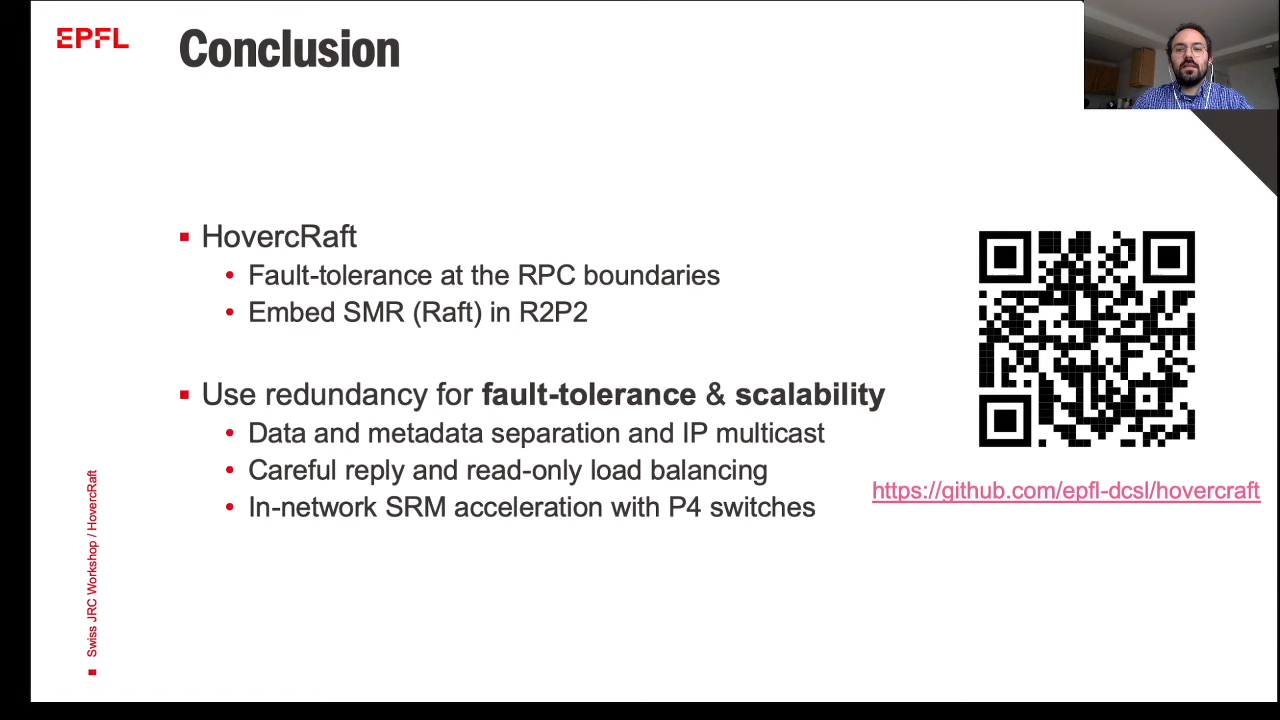 EPFL
Conclusion
HovercRaft
Fault-tolerance at the RPC boundaries
Embed SMR (Raft) in R2P2
Use redundancy for fault-tolerance & scalability
Data and metadata separation and IP multicast
Careful reply and read-only load balancing
In-network SRM acceleration with P4 switches
https://github.com/epfl-dcsl/hovercraft
Swiss JRC Workshop / HovercRaft